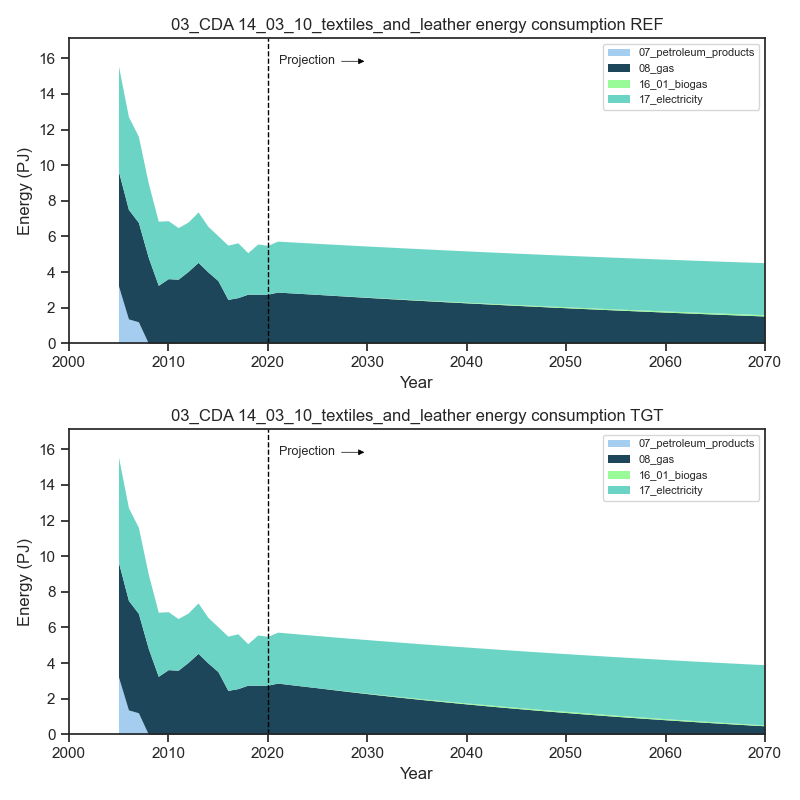 03_CDA 14_03_10_textiles_and_leather energy consumption REF
Energy (PJ)
16
14
12
10
8
6
4
2
0
Projection
07_petroleum_products
08_gas
16_01_biogas
17_electricity
2000 2010 2020 2030 2040 2050 2060 2070
Year
03_CDA 14_03_10_textiles_and_leather energy consumption TGT
Energy (PJ)
16
14
12
10
8
6
4
2
0
Projection
07_petroleum_products
08_gas
16_01_biogas
17_electricity
2000 2010 2020 2030 2040 2050 2060 2070
Year